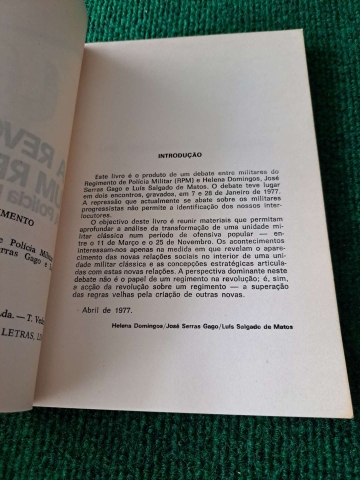 A REVO
MENTO
e Polícia Milita
erras Gago e L
da. — T. Vei
LETRAS,
INTRODUÇÃO
Este livro é o produto de um debate entre militares do
Regimento de Polícia Militar (RPM) e Helena Domingos, José
Serras Gago e Luís Salgado de Matos. O debate teve lugar
em dois encontros, gravados, em 7 e 28 de Janeiro de 1977.
A repressão que actualmente se abate sobre os militares
progressistas não permite a identificação dos nossos inter-
locutores.
O objectivo deste livro é reunir materiais que permitam
aprofundar a análise da transformação de uma unidade mi-
litar clássica num período de ofensiva popular — en-
tre o 11 de Março e o 25 de Novembro. Os acontecimentos
interessam-nos apenas na medida em que revelam o apareci-
mento das novas relações sociais no interior de uma uni-
dade militar clássica e as concepções estratégicas articula-
das com estas novas relações. A perspectiva dominante neste
debate não é o papel de um regimento na revolução; é, sim,
a acção da revolução sobre um regimento — a superação
das regras velhas pela criação de outras novas.
Abril de 1977.
Helena Domingos/José Serras Gago/Luís Salgado de Matos